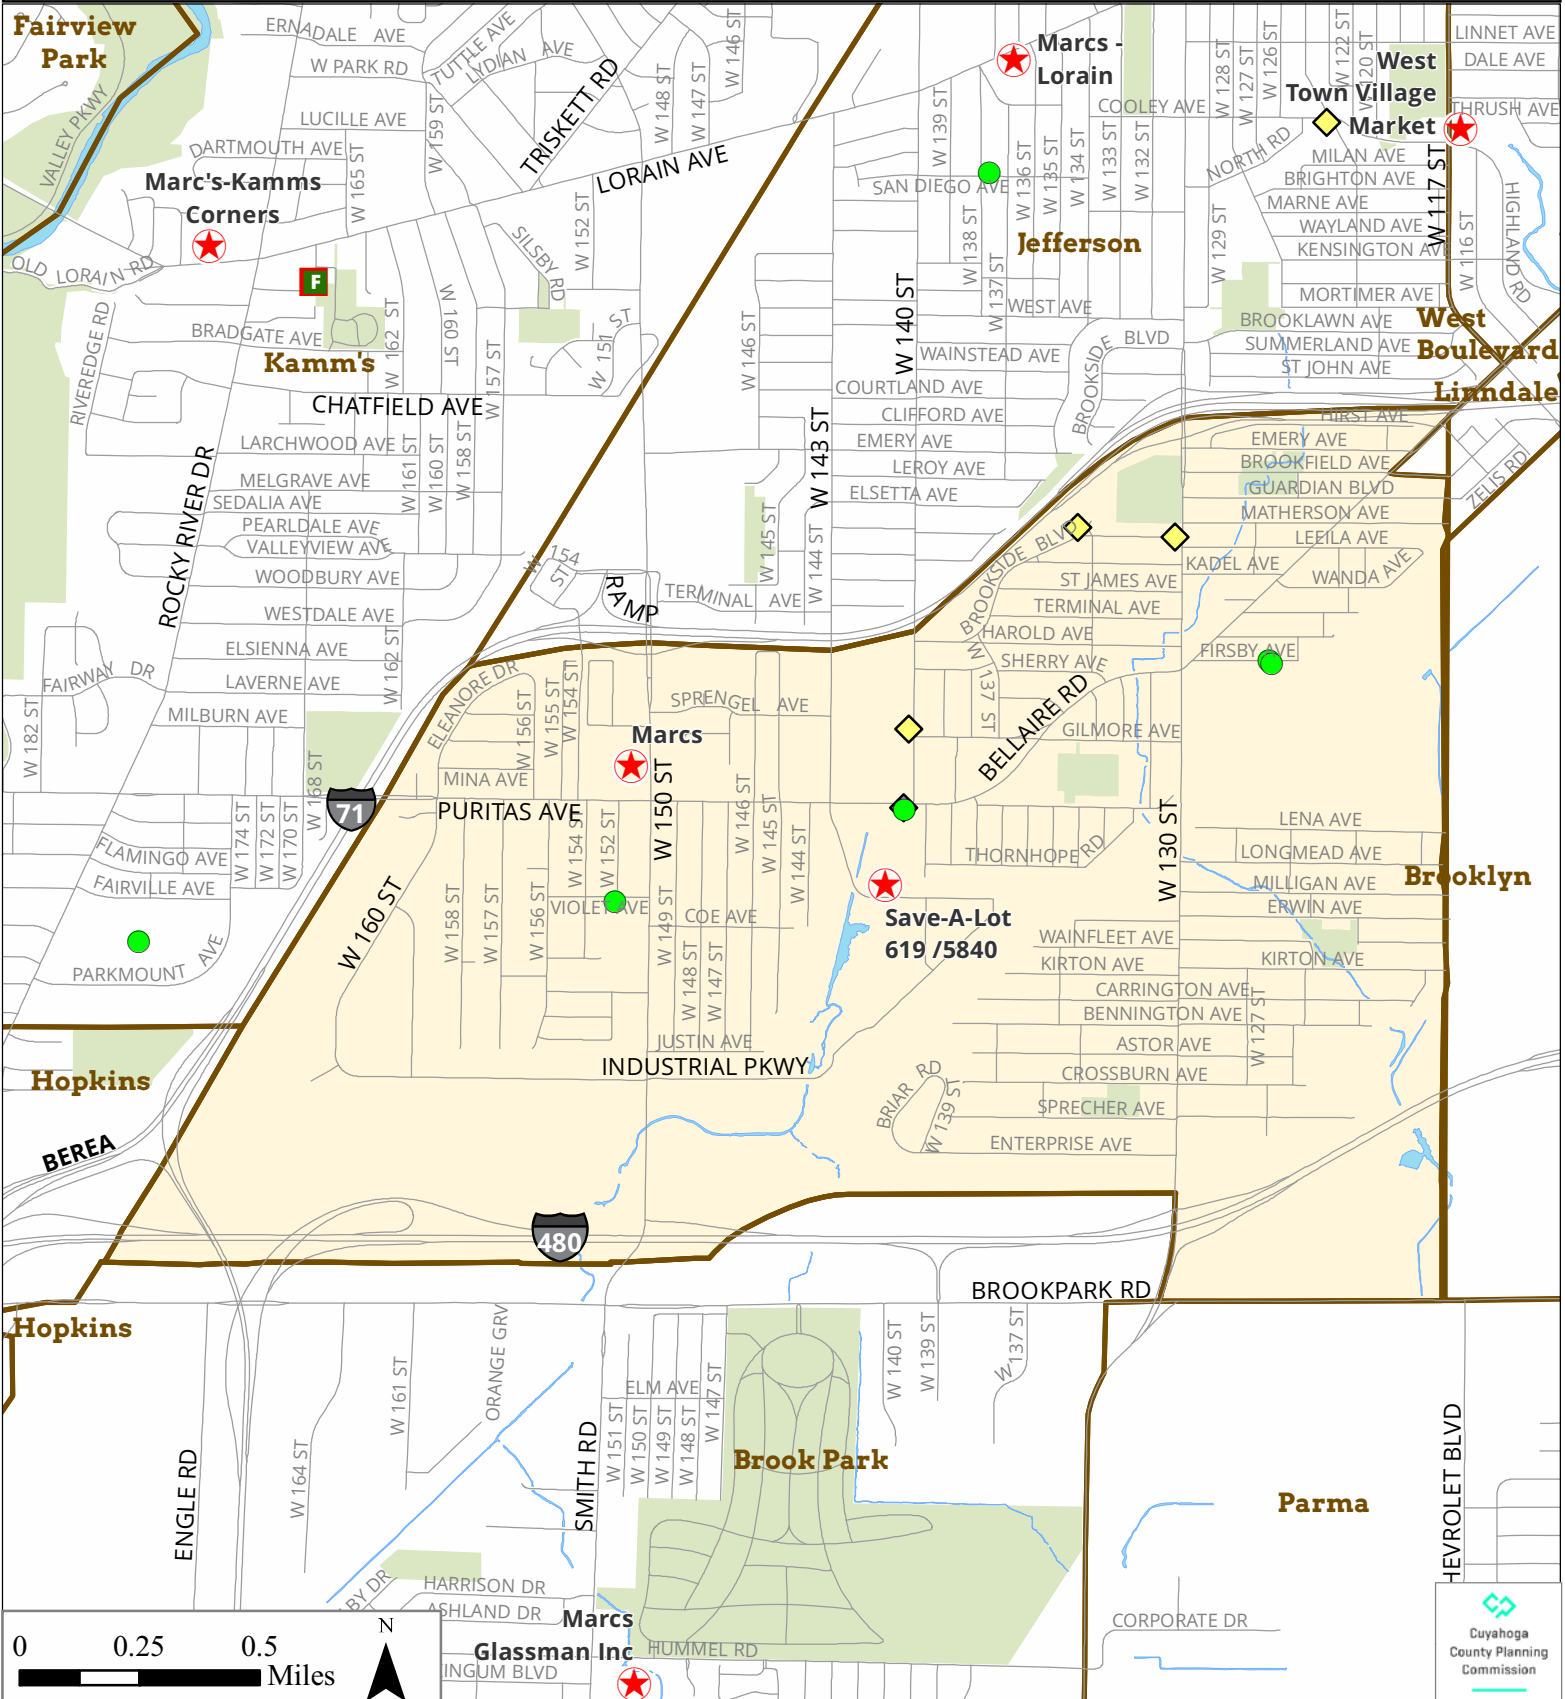 Fairview
Park
ERNADALE AVE
TUTTLE AVE
LYDIAN AVE
W PARK RD
W 146 ST
W 148 ST
W 147 ST
TRISKETT RD
VALLEY PKWY
LUCILLE AVE
W 159 ST
DARTMOUTH AVE
W 165 ST
LORAIN AVE
Marc's-Kamms
Corners
OLD LORAIN RD
SILSBY RD
W 152 ST
Marcs -
Lorain
W 139 ST
COOLEY AVE
W 128 ST
W 127 ST
W 126 ST
W 122 ST
W 120 ST
West
Town Village
Market
LINNET AVE
DALE AVE
THRUSH AVE
SAN DIEGO AVE
W 136 ST
W 135 ST
W 134 ST
W 133 ST
W 132 ST
NORTH RD
MILAN AVE
BRIGHTON AVE
MARNE AVE
WAYLAND AVE
KENSINGTON AVE
W 117 ST
W 116 ST
HIGHLAND RD
W 138 ST
W 137 ST
Jefferson
W 129 ST
MORTIMER AVE
F
RIVEREDGE RD
BRADGATE AVE
Kamm's
W 162 ST
W 160 ST
W 157 ST
W 151 ST
W 146 ST
W 140 ST
WEST AVE
WAINSTEAD AVE
BROOKSIDE BLVD
BROOKLAWN AVE
SUMMERLAND AVE
ST JOHN AVE
West
Boulevard
Linndale
CHATFIELD AVE
COURTLAND AVE
CLIFFORD AVE
EMERY AVE
LEROY AVE
ELSETTA AVE
W 143 ST
HIRST AVE
EMERY AVE
BROOKFIELD AVE
GUARDIAN BLVD
MATHERSON AVE
LEEILA AVE
ZELIS RD
LARCHWOOD AVE
W 161 ST
W 160 ST
W 158 ST
MELGRAVE AVE
SEDALIA AVE
PEARLDALE AVE
VALLEYVIEW AVE
WOODBURY AVE
WESTDALE AVE
ROCKY RIVER DR
W 154 ST
RAMP
TERMINAL AVE
W 145 ST
W 144 ST
BROOKSIDE BLVD
KADEL AVE
WANDA AVE
ST JAMES AVE
TERMINAL AVE
HAROLD AVE
SHERRY AVE
FIRSBY AVE
ELSIENNA AVE
W 162 ST
FAIRWAY DR
LAVERNE AVE
MILBURN AVE
W 182 ST
W 168 ST
ELEANORE DR
W 156 ST
W 155 ST
W 154 ST
SPRENGEL AVE
Marcs
W 137 ST
BELLAIRE RD
GILMORE AVE
MINA AVE
71
PURITAS AVE
W 150 ST
W 146 ST
W 145 ST
W 144 ST
W 174 ST
W 172 ST
W 170 ST
FLAMINGO AVE
FAIRVILLE AVE
W 154 ST
W 152 ST
THORNHOPE RD
W 130 ST
LENA AVE
LONGMEAD AVE
MILLIGAN AVE
ERWIN AVE
Brooklyn
W 160 ST
W 158 ST
W 157 ST
W 156 ST
VIOLET AVE
W 149 ST
COE AVE
W 148 ST
W 147 ST
Save-A-Lot
619 /5840
PARKMOUNT AVE
WAINFLEET AVE
KIRTON AVE
KIRTON AVE
CARRINGTON AVE
BENNINGTON AVE
W 127 ST
ASTOR AVE
CROSSBURN AVE
SPRECHER AVE
ENTERPRISE AVE
BRIAR RD
W 139 ST
JUSTIN AVE
INDUSTRIAL PKWY
Hopkins
BEREA
480
BROOKPARK RD
Hopkins
W 161 ST
ORANGE GRV
W 164 ST
ENGLE RD
SMITH RD
ELM AVE
W 151 ST
W 150 ST
W 149 ST
W 148 ST
W 147 ST
W 140 ST
W 139 ST
W 137 ST
Brook Park
Parma
HEVROLET BLVD
BY DR
HARRISON DR
ASHLAND DR
Marcs
Glassman Inc
HUMMEL RD
INGUM BLVD
CORPORATE DR
0 0.25 0.5
Miles
N
Cuyahoga
County Planning
Commission